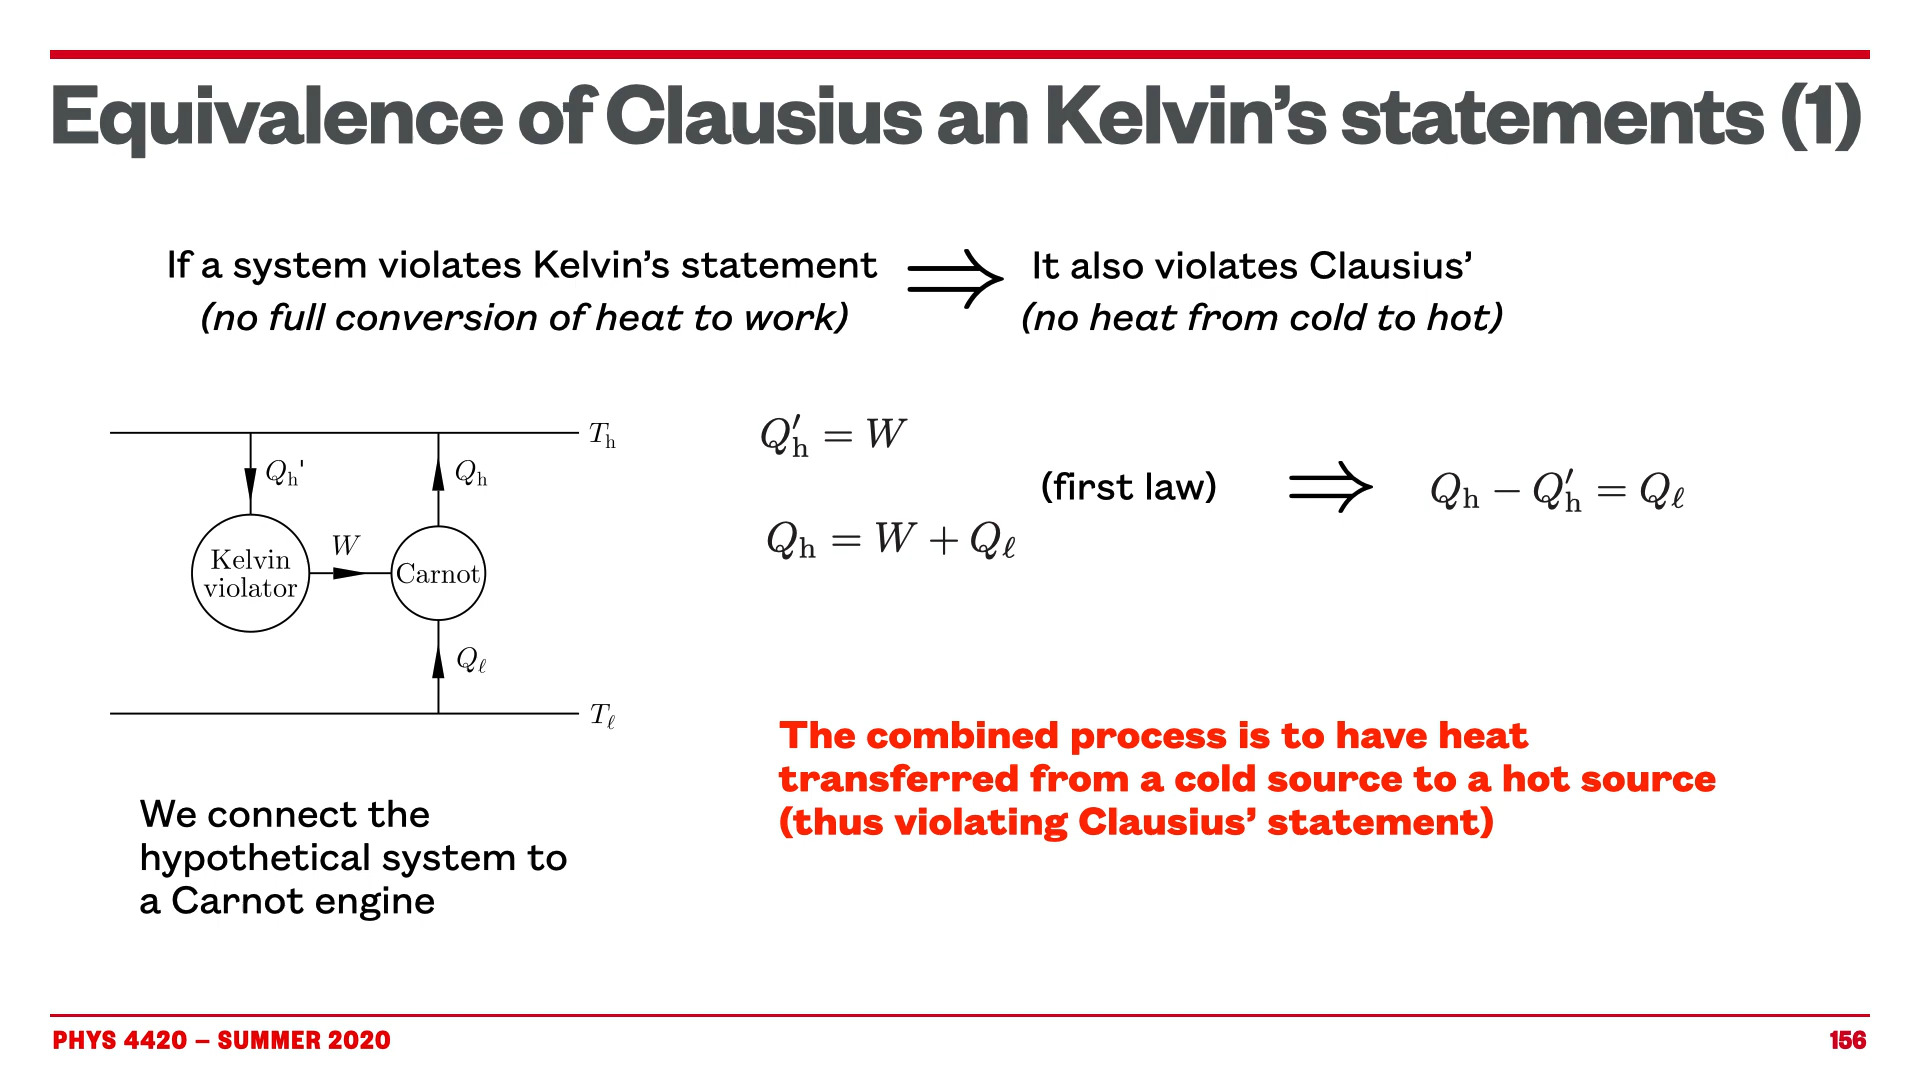 Equivalence of Clausius an Kelvin’s statements (1)
If a system violates Kelvin’s statement ⟹ It also violates Clausius’
(no full conversion of heat to work) (no heat from cold to hot)
T_h
Q_h' Q_h
W
Kelvin
violator
Carnot
Q_ℓ
T_ℓ
We connect the
hypothetical system to
a Carnot engine
Q′_h = W
(first law) ⟹ Q_h − Q′_h = Q_ℓ
Q_h = W + Q_ℓ
The combined process is to have heat
transferred from a cold source to a hot source
(thus violating Clausius’ statement)
PHYS 4420 – SUMMER 2020 156